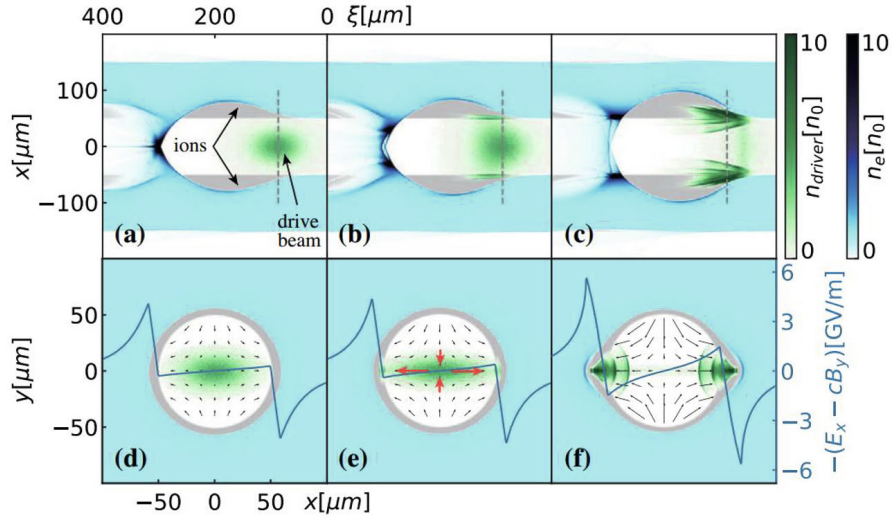 400 200 0 ξ[μm]
100
0
−100
x[μm]
ions
drive
beam
(a) (b) (c)
10
0
n_driver[n_0]
10
0
n_e[n_0]
50
0
−50
y[μm]
(d) (e) (f)
6
3
0
−3
−6
−(E_x − cB_y)[GV/m]
−50 0 x[μm] 50